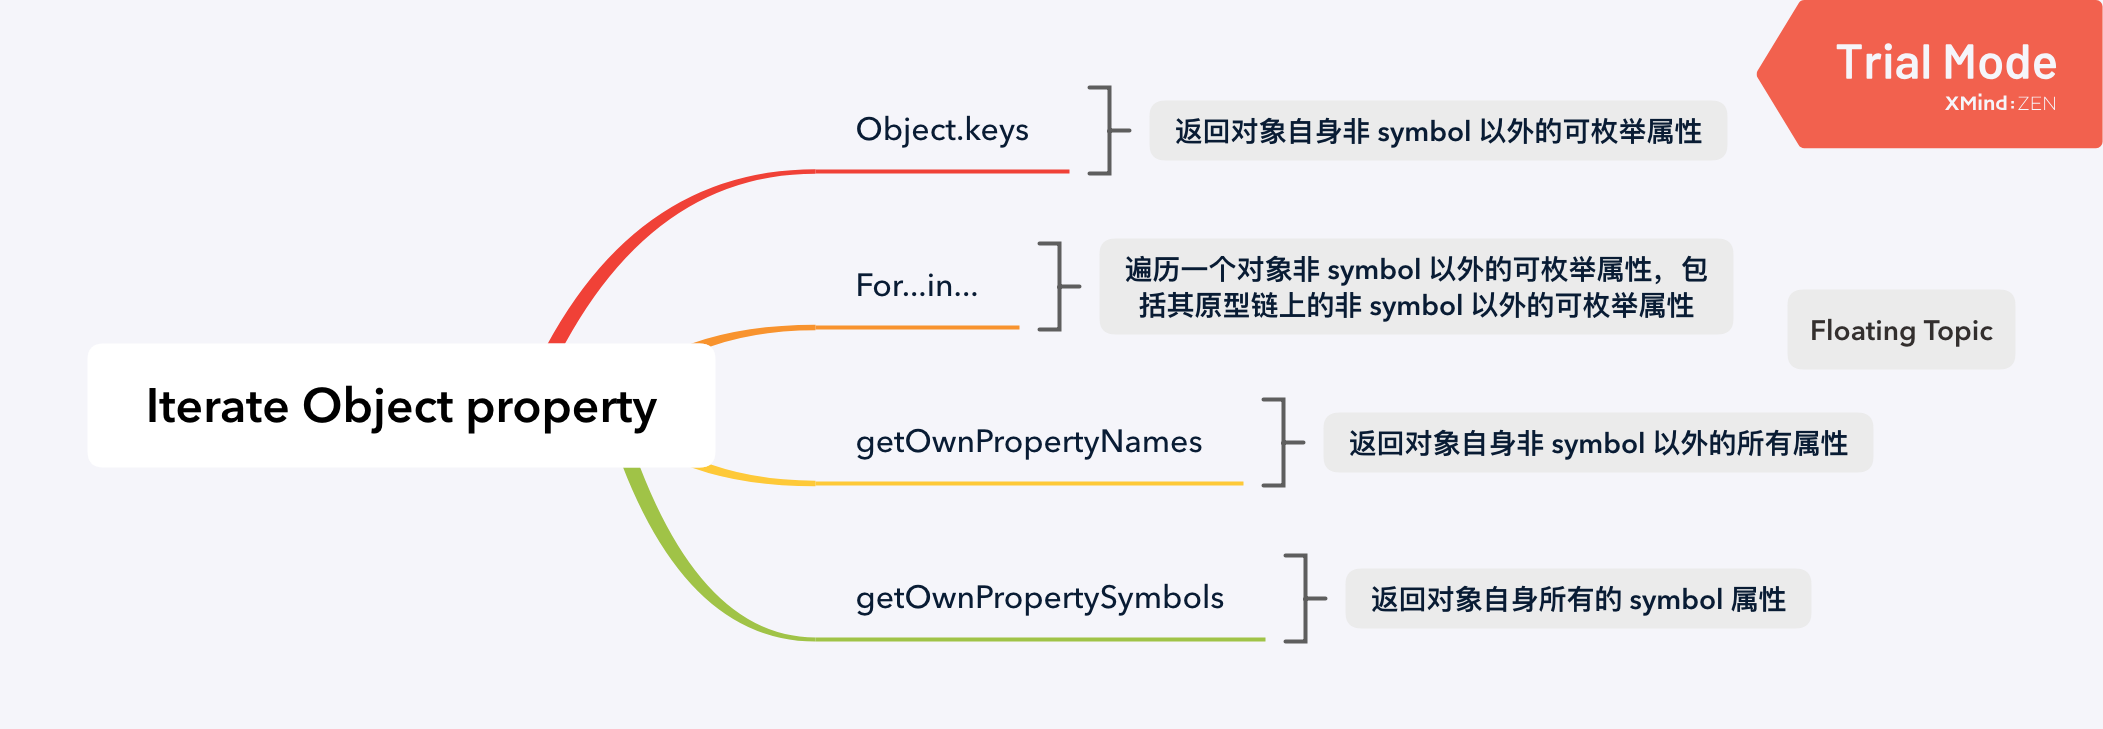 Trial Mode
XMind:ZEN
Object.keys
返回对象自身非 symbol 以外的可枚举属性
For...in...
遍历一个对象非 symbol 以外的可枚举属性，包
括其原型链上的非 symbol 以外的可枚举属性
Floating Topic
Iterate Object property
getOwnPropertyNames
返回对象自身非 symbol 以外的所有属性
getOwnPropertySymbols
返回对象自身所有的 symbol 属性